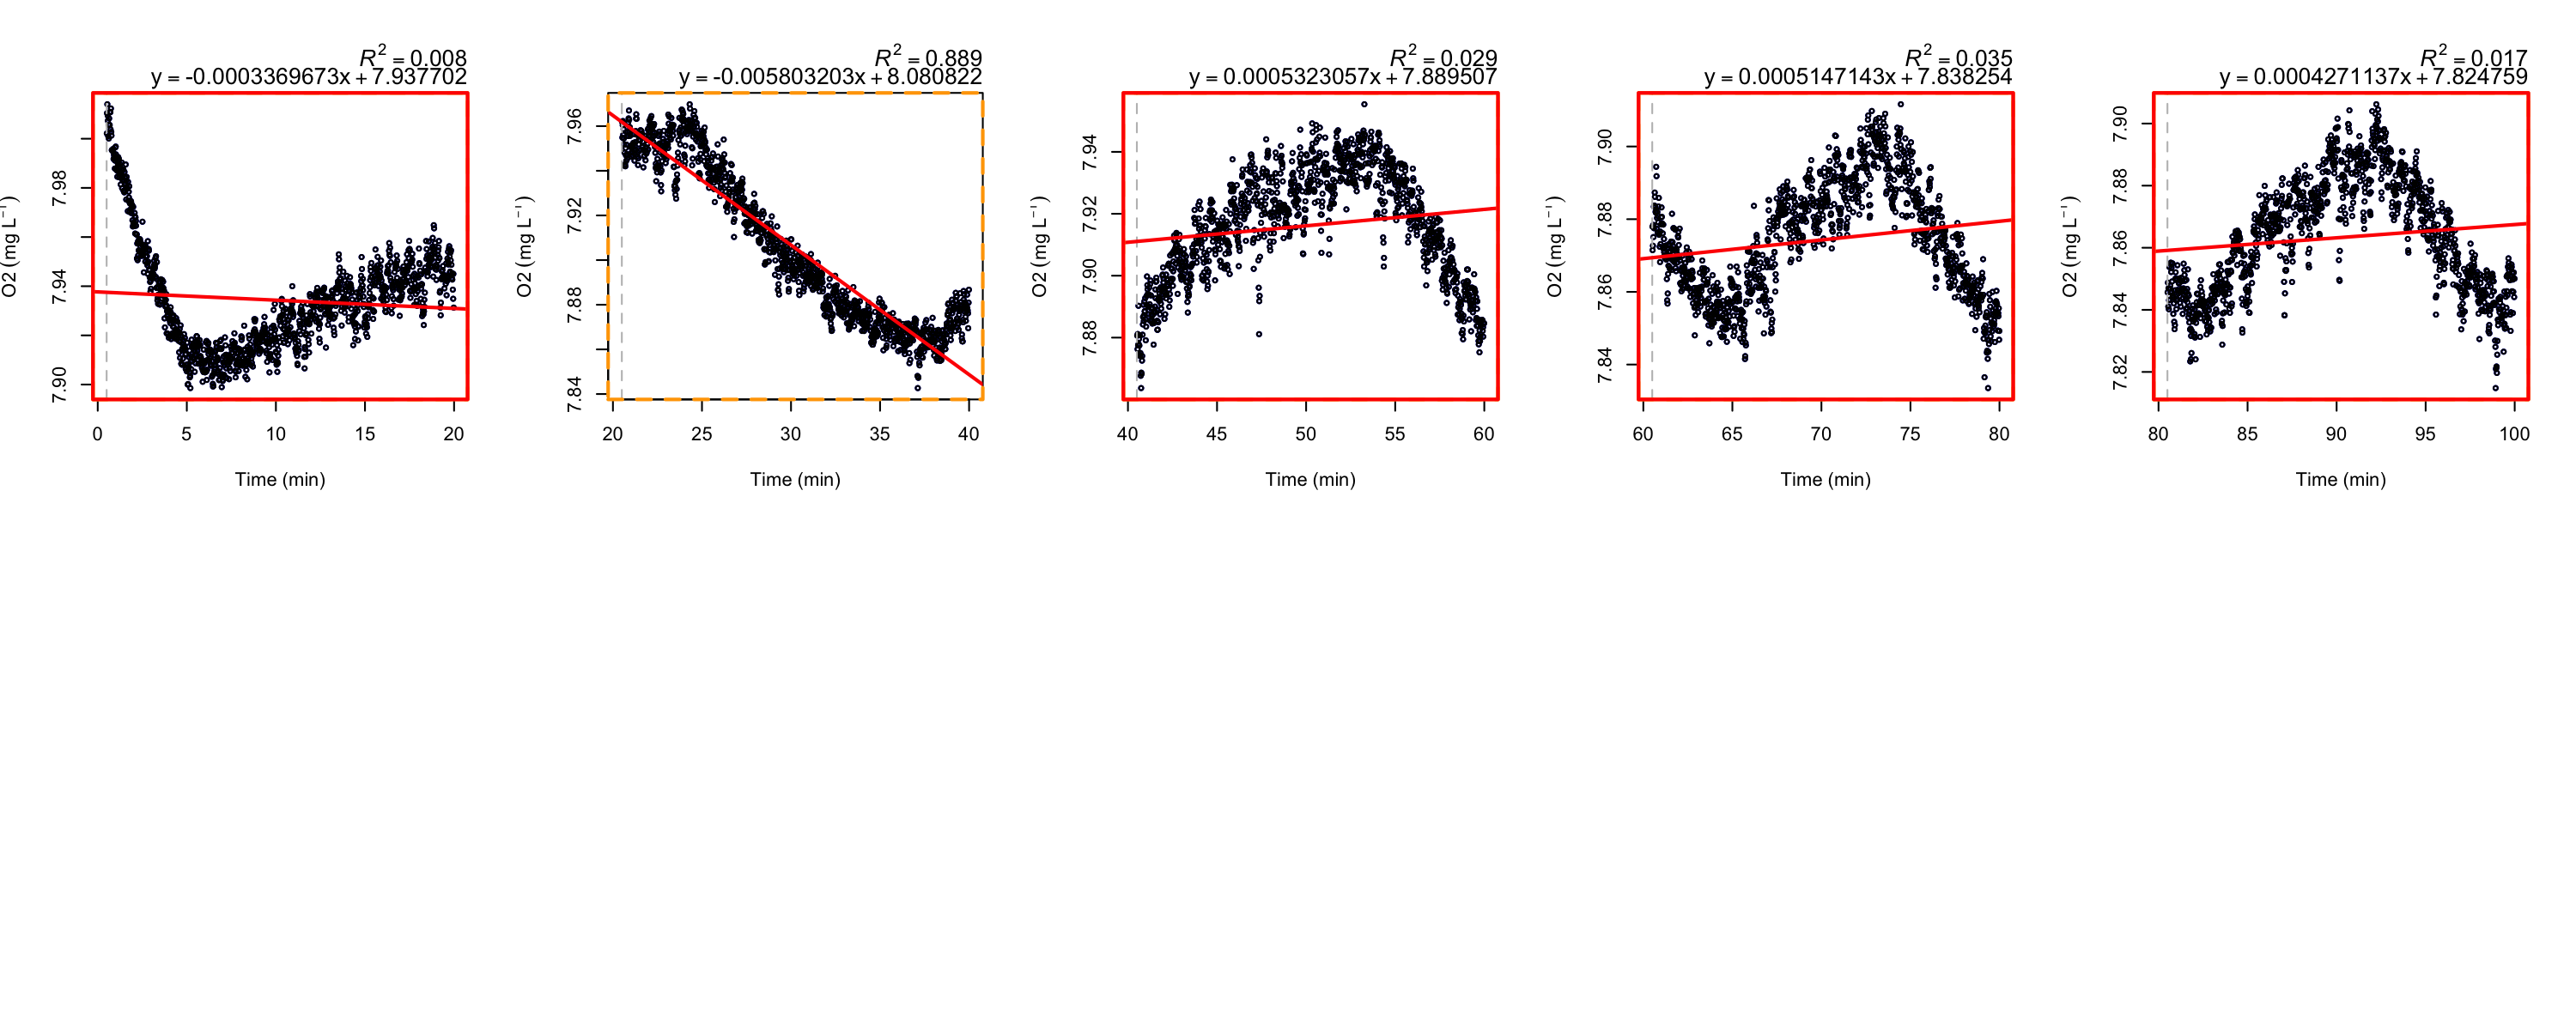 R² = 0.008
y = -0.0003369673x + 7.937702
O2 (mg L⁻¹)
7.90
7.94
7.98
0 5 10 15 20
Time (min)
R² = 0.889
y = -0.005803203x + 8.080822
O2 (mg L⁻¹)
7.84
7.88
7.92
7.96
20 25 30 35 40
Time (min)
R² = 0.029
y = 0.0005323057x + 7.889507
O2 (mg L⁻¹)
7.88
7.90
7.92
7.94
40 45 50 55 60
Time (min)
R² = 0.035
y = 0.0005147143x + 7.838254
O2 (mg L⁻¹)
7.84
7.86
7.88
7.90
60 65 70 75 80
Time (min)
R² = 0.017
y = 0.0004271137x + 7.824759
O2 (mg L⁻¹)
7.82
7.84
7.86
7.88
7.90
80 85 90 95 100
Time (min)